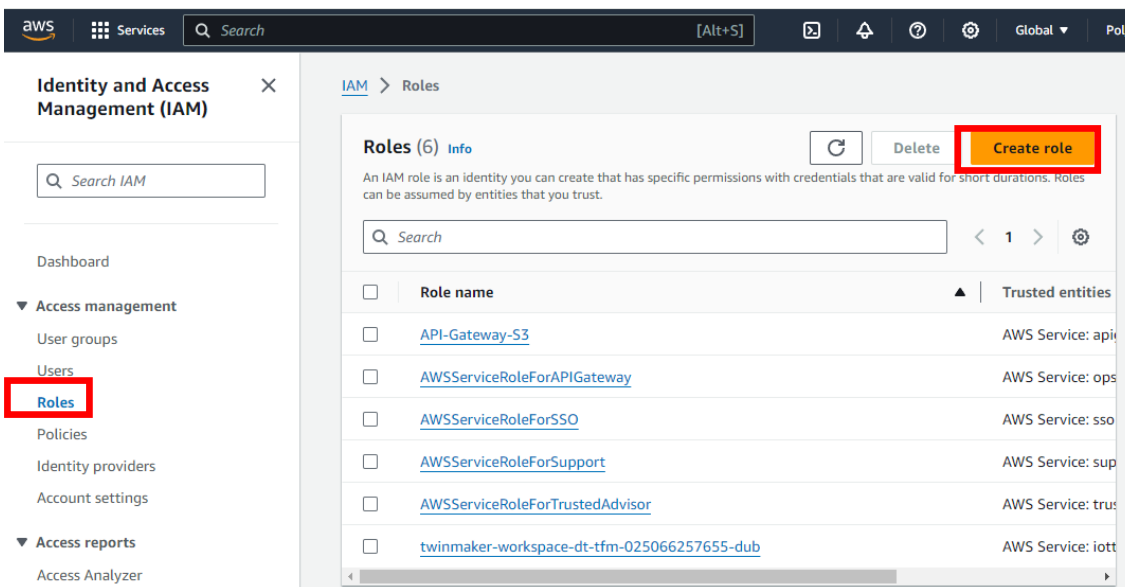 aws
Services
Search
[Alt+S]
Global
Identity and Access
Management (IAM)
Search IAM
Dashboard
Access management
User groups
Users
Roles
Policies
Identity providers
Account settings
Access reports
Access Analyzer
IAM > Roles
Roles (6) Info
Delete
Create role
An IAM role is an identity you can create that has specific permissions with credentials that are valid for short durations. Roles
can be assumed by entities that you trust.
Search
1
Role name
Trusted entities
API-Gateway-S3
AWS Service:
AWSServiceRoleForAPIGateway
AWS Service: ops
AWSServiceRoleForSSO
AWS Service: sso
AWSServiceRoleForSupport
AWS Service: sup
AWSServiceRoleForTrustedAdvisor
AWS Service: trus
twinmaker-workspace-dt-tfm-025066257655-dub
AWS Service: iott